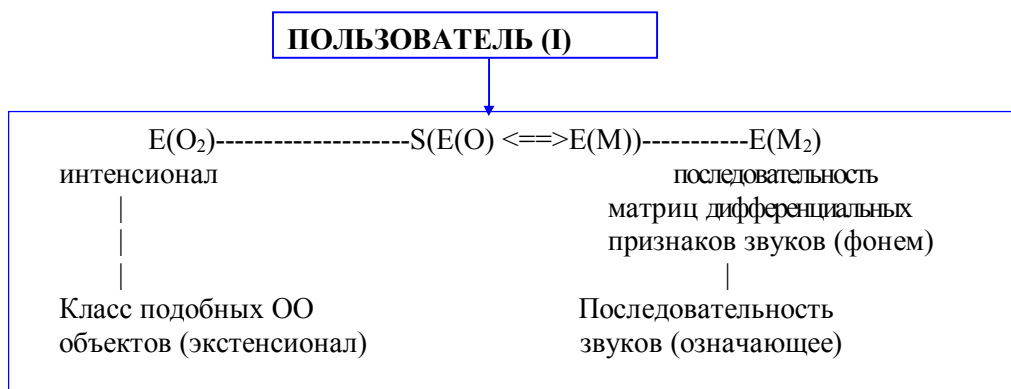 ПОЛЬЗОВАТЕЛЬ (I)
E(O₂)--------------------S(E(O) <==>E(M))-----------E(M₂)
интенсионал последовательность
| матриц дифференциальных
| признаков звуков (фонем)
| |
Класс подобных ОО Последовательность
объектов (экстенсионал) звуков (означающее)